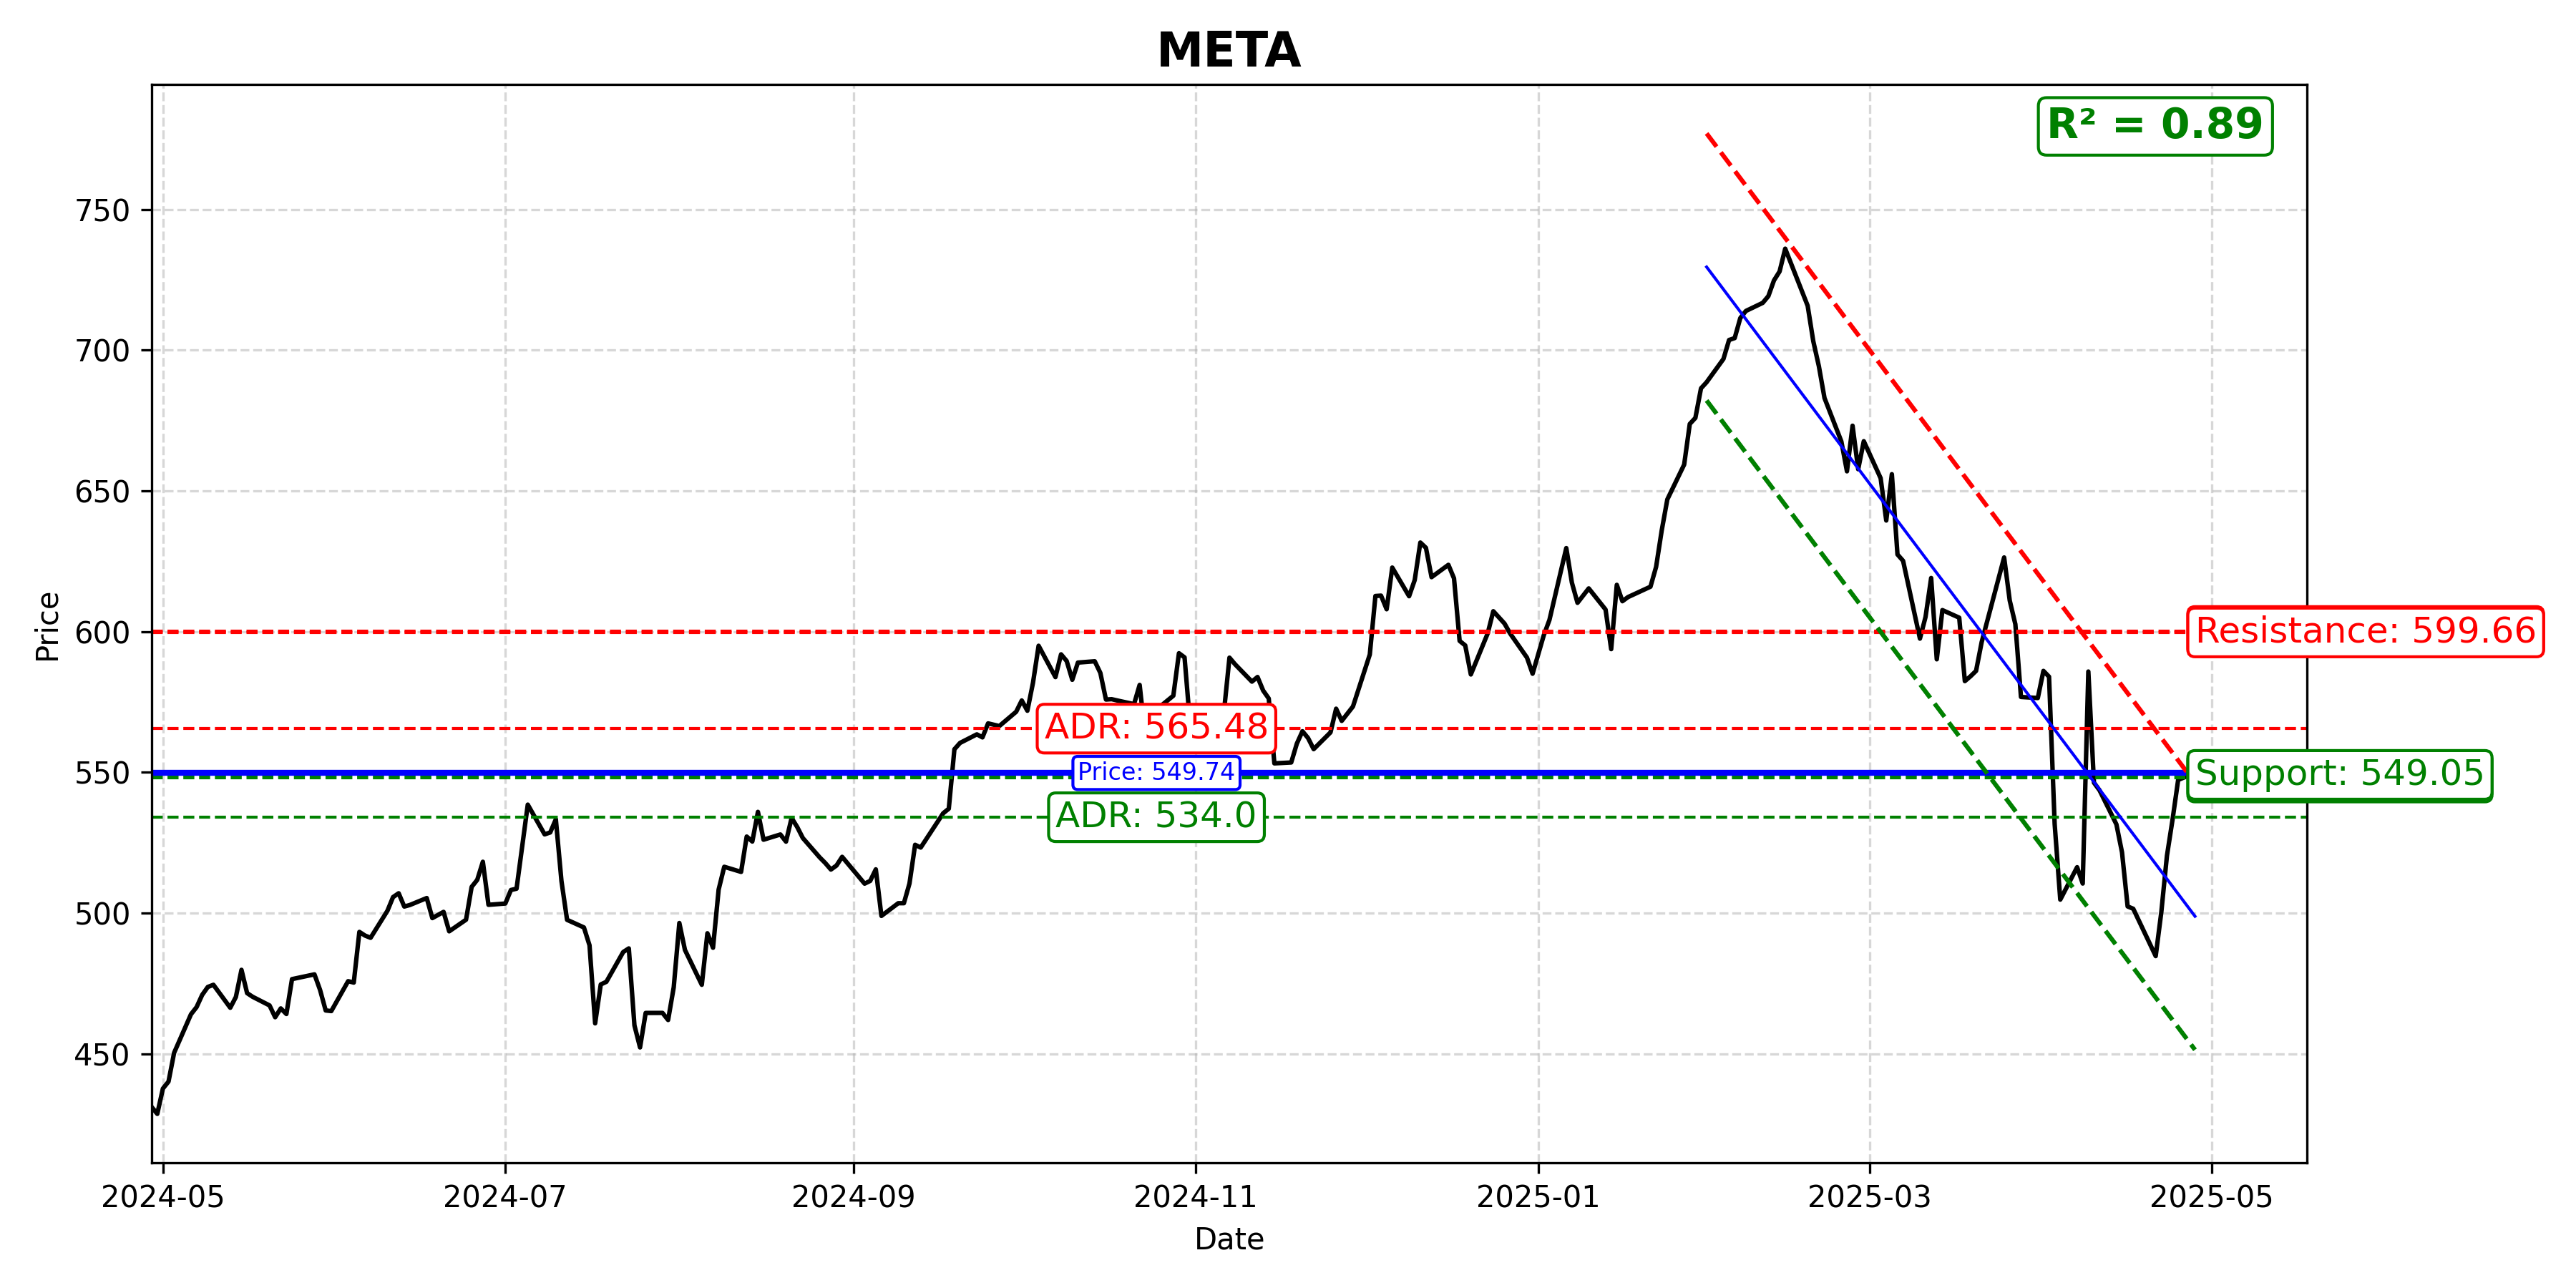 META
R² = 0.89
750
700
650
600
550
500
450
Price
Resistance: 599.66
ADR: 565.48
Price: 549.74
Support: 549.05
ADR: 534.0
2024-05
2024-07
2024-09
2024-11
2025-01
2025-03
2025-05
Date